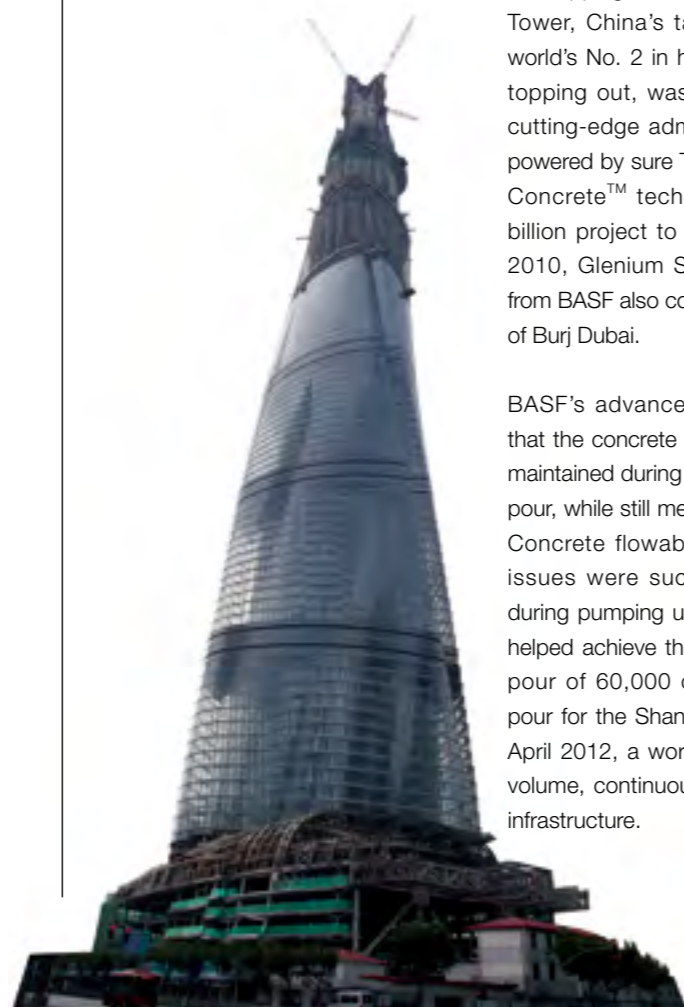 Tower, China's ta
world's No. 2 in h
topping out, was
cutting-edge adm
powered by sure T
Concrete™ tech
billion project to
2010, Glenium S
from BASF also co
of Burj Dubai.
BASF's advance
that the concrete
maintained during
pour, while still me
Concrete flowab
issues were suc
during pumping u
helped achieve th
pour of 60,000 c
pour for the Shan
April 2012, a wor
volume, continuou
infrastructure.